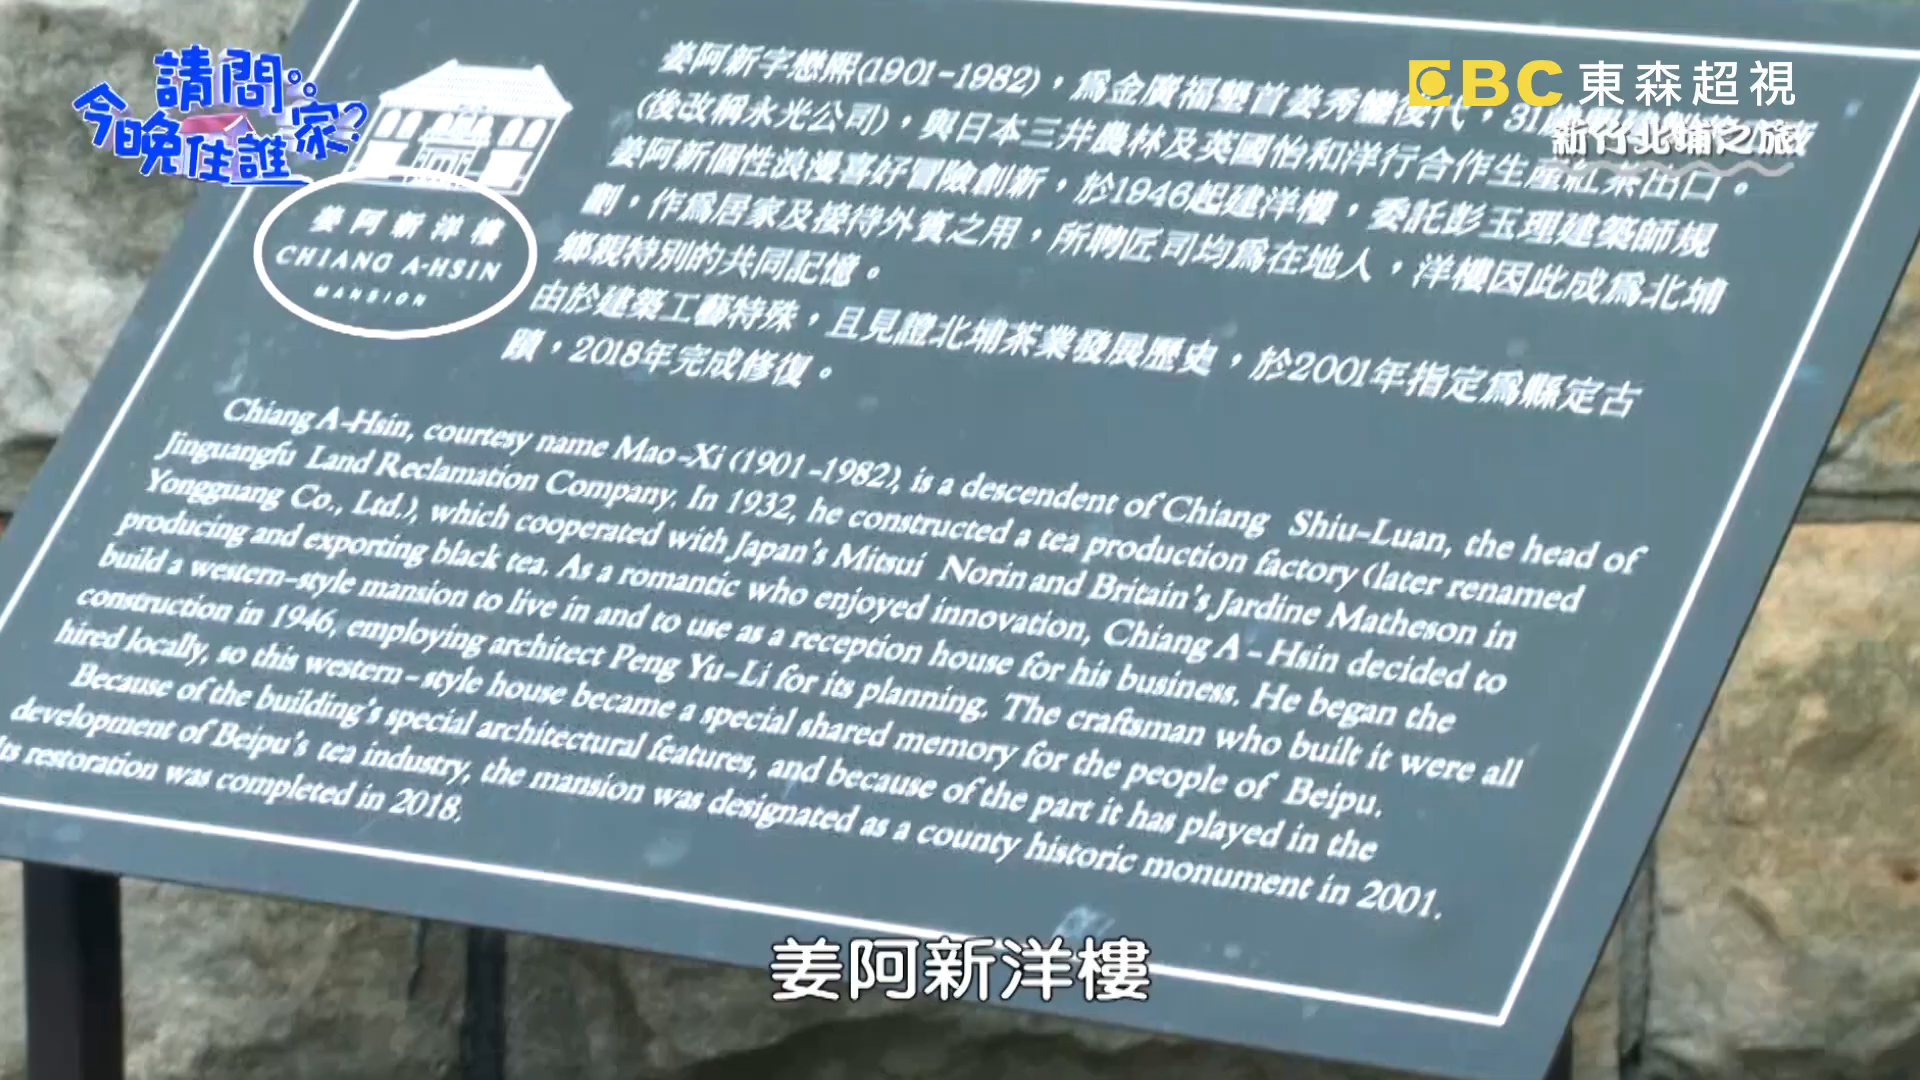 請問
今晚住誰家?
EBC 東森超視
新竹北埔之旅
姜阿新洋樓
CHIANG A-HSIN
MANSION
姜阿新字懋熙(1901-1982),為金廣福墾首姜秀鑾後代,31歲
(後改稱永光公司),與日本三井農林及英國怡和洋行合作生產紅茶出口。
姜阿新個性浪漫喜好冒險創新,於1946起建洋樓,委託彭玉理建築師規
劃,作為居家及接待外賓之用,所聘匠司均為在地人,洋樓因此成為北埔
鄉親特別的共同記憶。
由於建築工藝特殊,且見證北埔茶業發展歷史,於2001年指定為縣定古
蹟,2018年完成修復。
Chiang A-Hsin, courtesy name Mao-Xi (1901-1982), is a descendent of Chiang Shiu-Luan, the head of
Jinguangfu Land Reclamation Company. In 1932, he constructed a tea production factory (later renamed
Yongguang Co., Ltd.), which cooperated with Japan's Mitsui Norin and Britain's Jardine Matheson in
producing and exporting black tea. As a romantic who enjoyed innovation, Chiang A-Hsin decided to
build a western-style mansion to live in and to use as a reception house for his business. He began the
construction in 1946, employing architect Peng Yu-Li for its planning. The craftsman who built it were all
hired locally, so this western-style house became a special shared memory for the people of Beipu.
Because of the building's special architectural features, and because of the part it has played in the
development of Beipu's tea industry, the mansion was designated as a county historic monument in 2001.
Its restoration was completed in 2018.
姜阿新洋樓